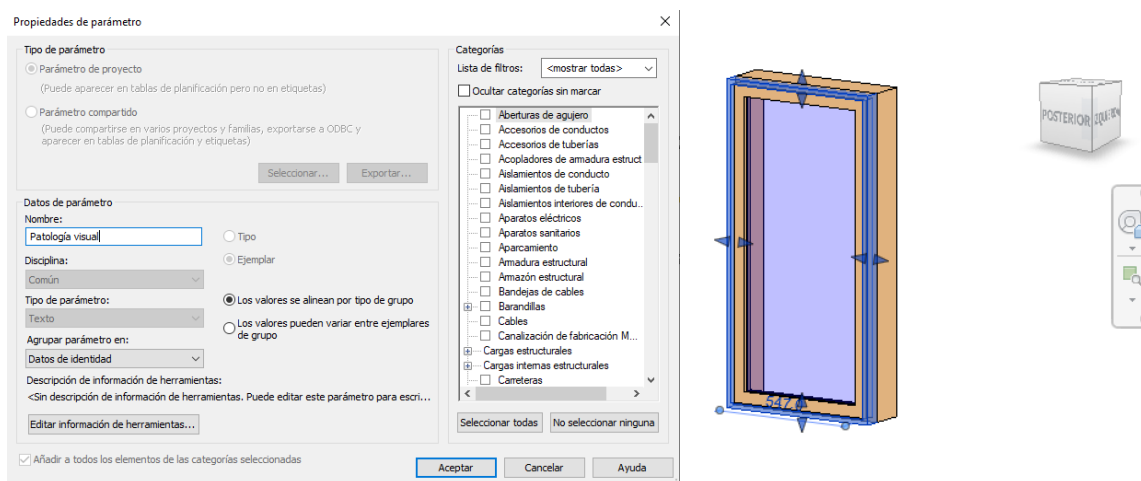 Propiedades de parámetro
Tipo de parámetro
Parámetro de proyecto
(Puede aparecer en tablas de planificación pero no en etiquetas)
Parámetro compartido
(Puede compartirse en varios proyectos y familias, exportarse a ODBC y
aparecer en tablas de planificación y etiquetas)
Seleccionar... Exportar...
Datos de parámetro
Nombre:
Patología visual
Tipo
Disciplina:
Ejemplar
Común
Tipo de parámetro:
Los valores se alinean por tipo de grupo
Texto
Los valores pueden variar entre ejemplares
de grupo
Agrupar parámetro en:
Datos de identidad
Descripción de información de herramientas:
<Sin descripción de información de herramientas. Puede editar este parámetro para escri...
Editar información de herramientas...
Añadir a todos los elementos de las categorías seleccionadas
Categorías
Lista de filtros: <mostrar todas>
Ocultar categorías sin marcar
Aberturas de agujero
Accesorios de conductos
Accesorios de tuberías
Acopladores de armadura estruct
Aislamientos de conducto
Aislamientos de tubería
Aislamientos interiores de condu..
Aparatos eléctricos
Aparatos sanitarios
Aparcamiento
Armadura estructural
Armazón estructural
Bandejas de cables
Barandillas
Cables
Canalización de fabricación M...
Cargas estructurales
Cargas internas estructurales
Carreteras
Seleccionar todas No seleccionar ninguna
Aceptar Cancelar Ayuda
POSTERIOR